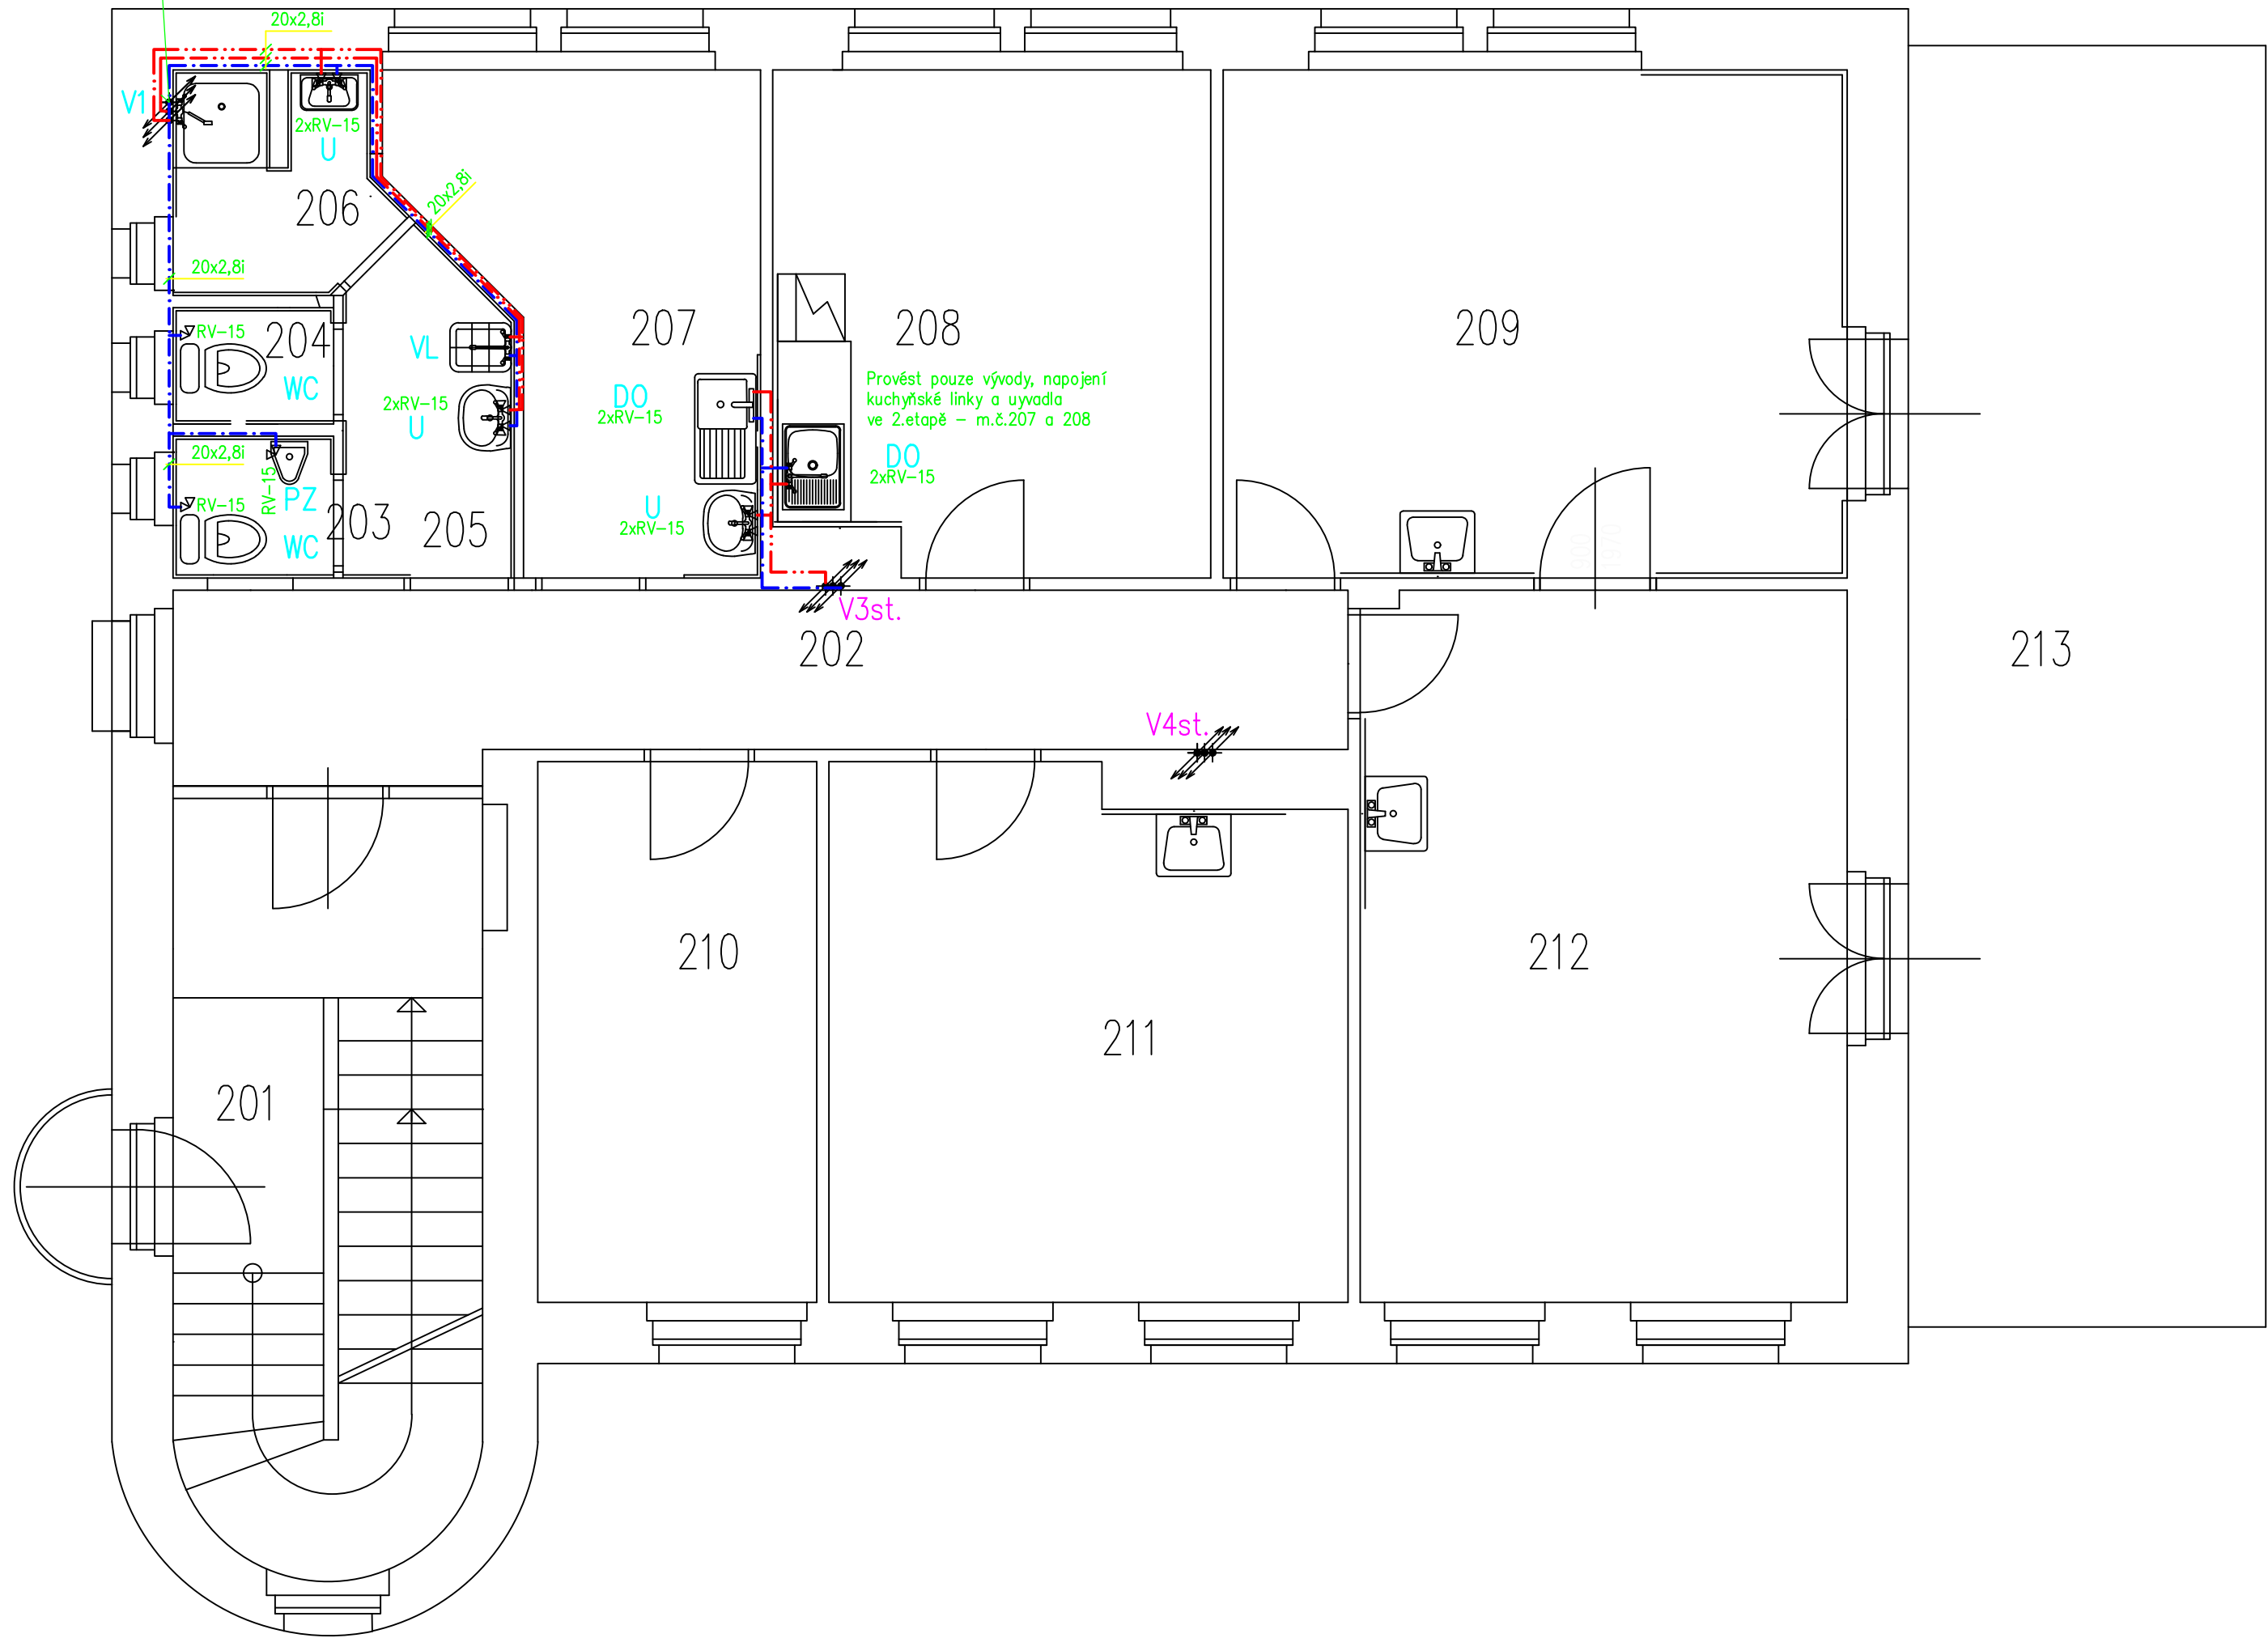 20x2,8i
V1
2xRV-15
U
206
20x2,8i
20x2,8i
RV-15
204
WC
VL
2xRV-15
U
20x2,8i
RV-15
RV-15
PZ
WC
203
205
207
DO
2xRV-15
U
2xRV-15
208
Provést pouze vývody, napojení
kuchyňské linky a uyvadla
ve 2.etapě – m.č.207 a 208
DO
2xRV-15
209
900
1970
V3st.
202
V4st.
213
210
211
212
201